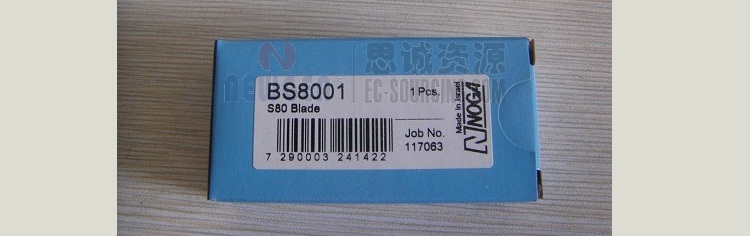 思诚资源
EC-SOURCING.COM
BS8001
1 Pcs.
S80 Blade
Job No.
117063
7 290003 241422
Made in Israel
NOGA